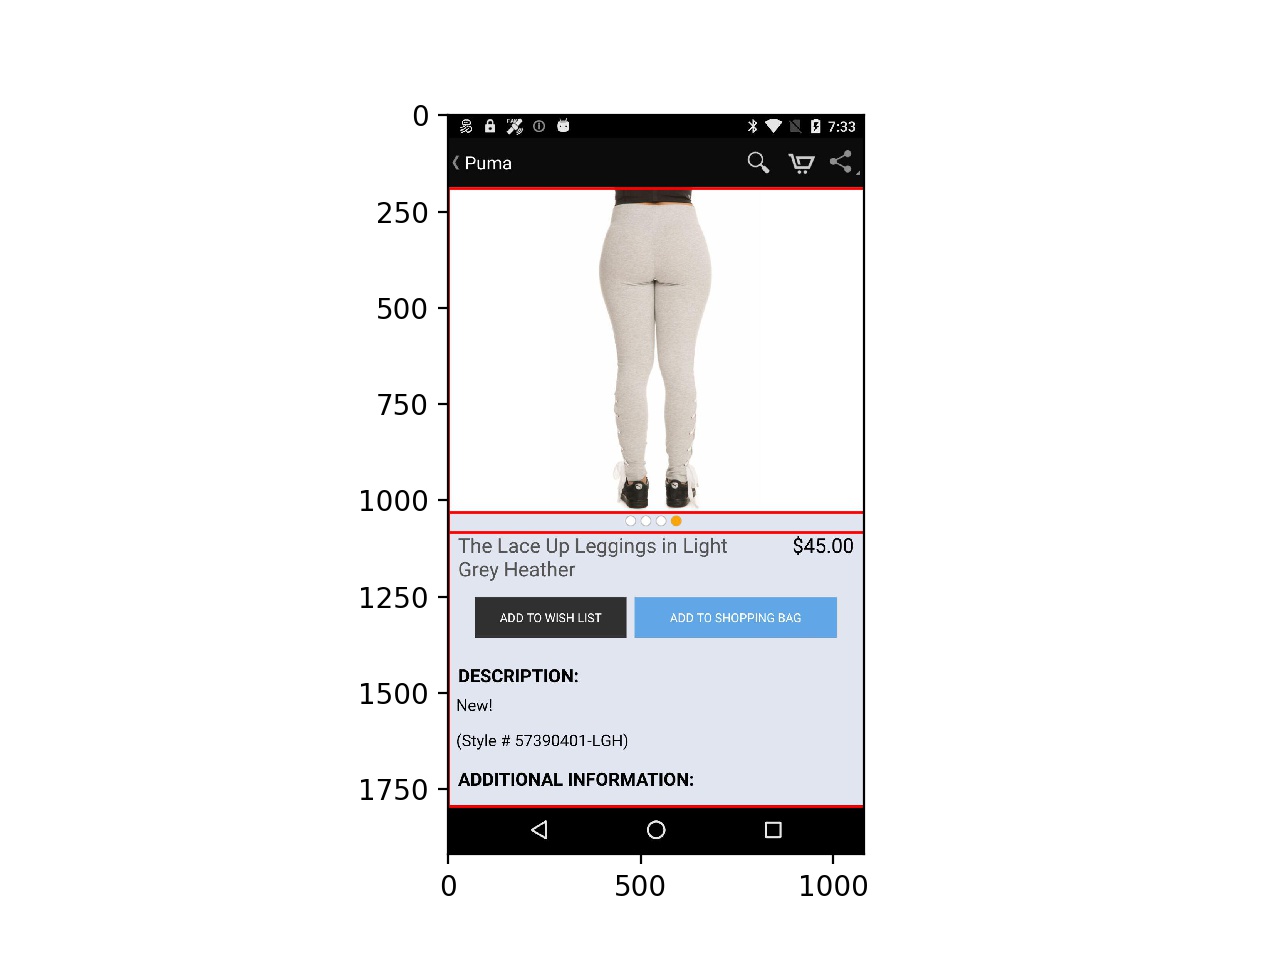 0
250
500
750
1000
1250
1500
1750
7:33
Puma
The Lace Up Leggings in Light
Grey Heather
$45.00
ADD TO WISH LIST
ADD TO SHOPPING BAG
DESCRIPTION:
New!
(Style # 57390401-LGH)
ADDITIONAL INFORMATION:
0
500
1000